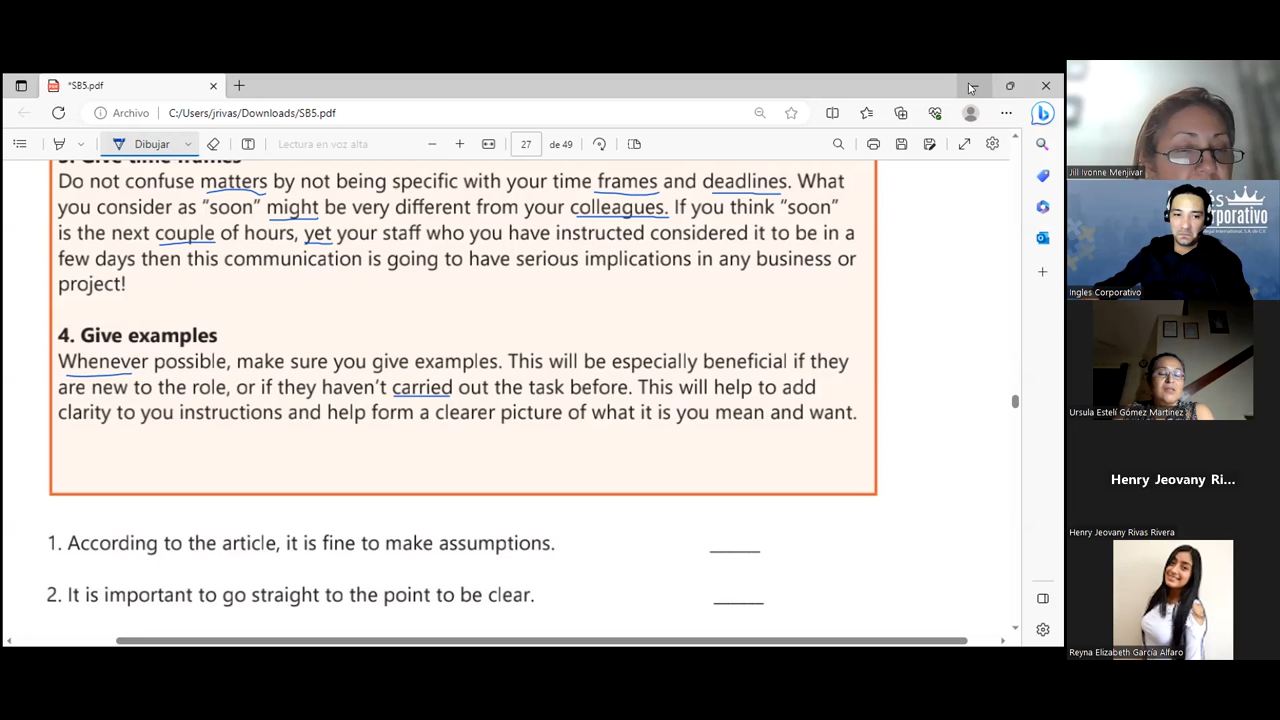 *SB5.pdf
Archivo
C:/Users/jrivas/Downloads/SB5.pdf
Dibujar
Lectura en voz alta
27
de 49
3. Give time frames
Do not confuse matters by not being specific with your time frames and deadlines. What
you consider as “soon” might be very different from your colleagues. If you think “soon”
is the next couple of hours, yet your staff who you have instructed considered it to be in a
few days then this communication is going to have serious implications in any business or
project!
4. Give examples
Whenever possible, make sure you give examples. This will be especially beneficial if they
are new to the role, or if they haven’t carried out the task before. This will help to add
clarity to you instructions and help form a clearer picture of what it is you mean and want.
1. According to the article, it is fine to make assumptions. ______
2. It is important to go straight to the point to be clear. ______
Jill Ivonne Menjivar
orporativo
Ingles Corporativo
Ursula Estelí Gómez Martínez
Henry Jeovany Ri...
Henry Jeovany Rivas Rivera
Reyna Elizabeth García Alfaro